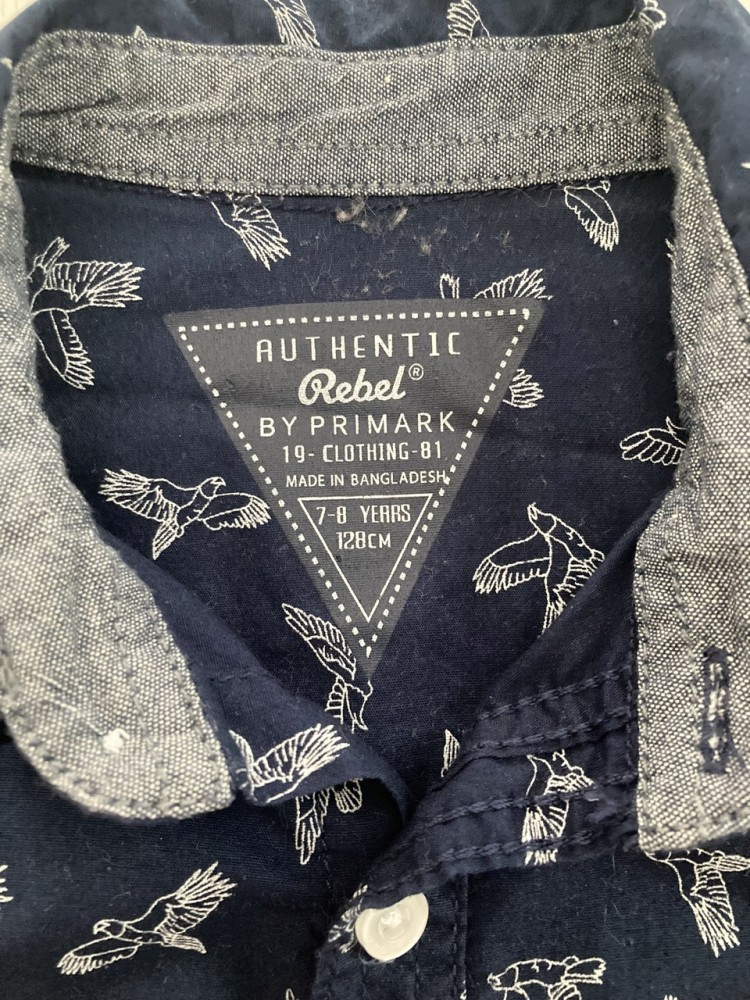 AUTHENTIC
Rebel®
BY PRIMARK
19- CLOTHING-81
MADE IN BANGLADESH
7-8 YEARS
128CM